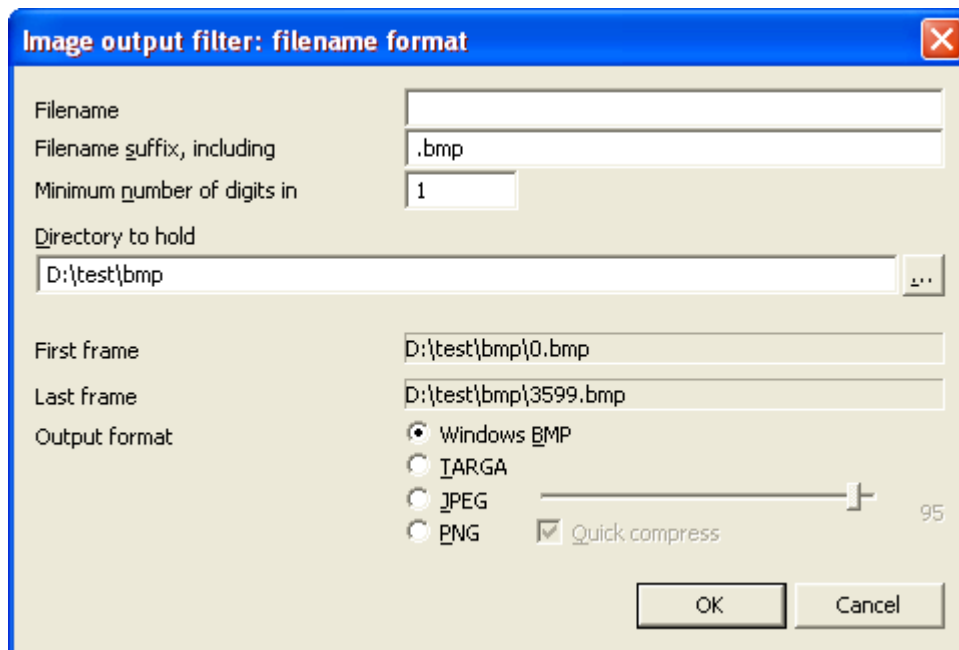 Image output filter: filename format
Filename
Filename suffix, including .bmp
Minimum number of digits in 1
Directory to hold
D:\test\bmp ...
First frame D:\test\bmp\0.bmp
Last frame D:\test\bmp\3599.bmp
Output format Windows BMP
TARGA
JPEG 95
PNG Quick compress
OK Cancel